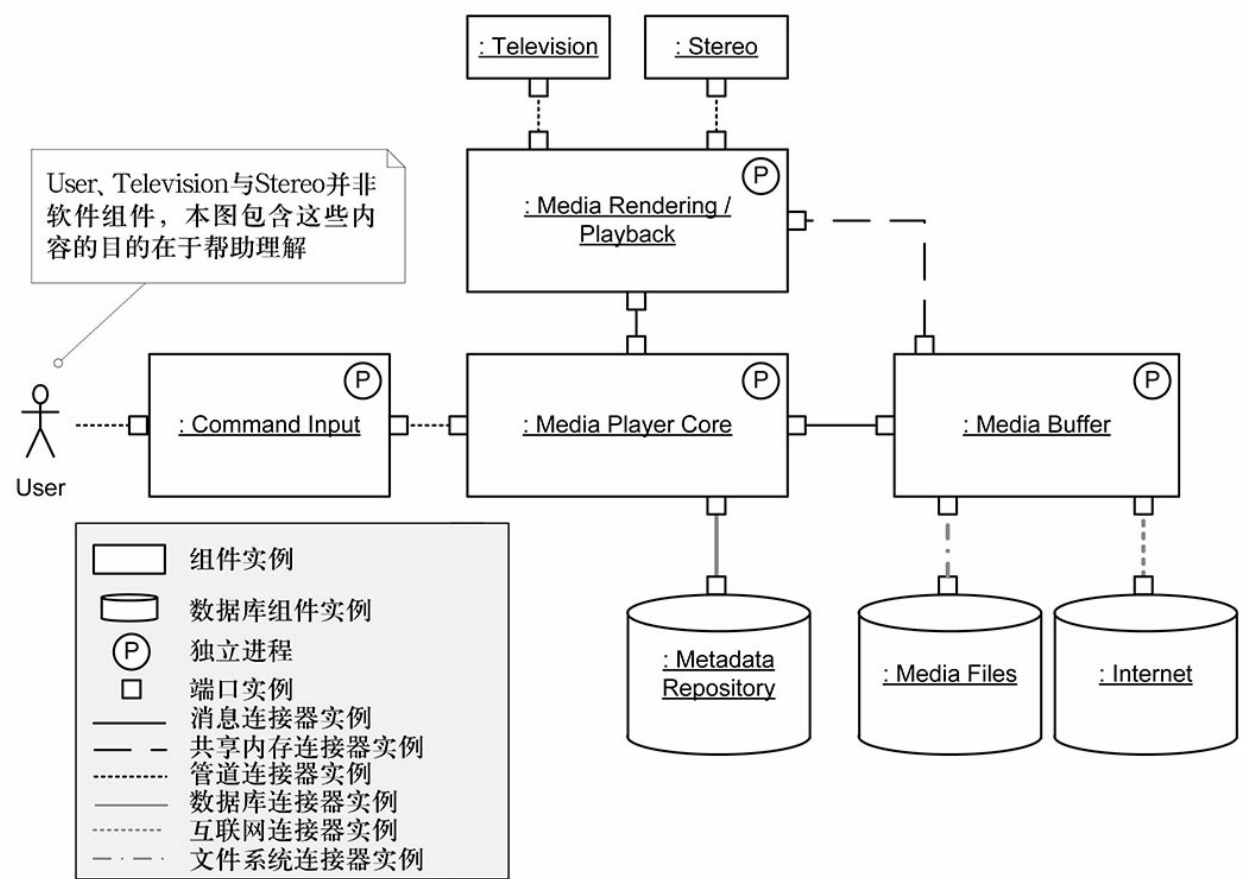 : Television
: Stereo
User、Television与Stereo并非
软件组件，本图包含这些内
容的目的在于帮助理解
P
: Media Rendering /
Playback
P
: Command Input
P
: Media Player Core
P
: Media Buffer
User
组件实例
数据库组件实例
P
独立进程
端口实例
消息连接器实例
共享内存连接器实例
管道连接器实例
数据库连接器实例
互联网连接器实例
文件系统连接器实例
: Metadata
Repository
: Media Files
: Internet